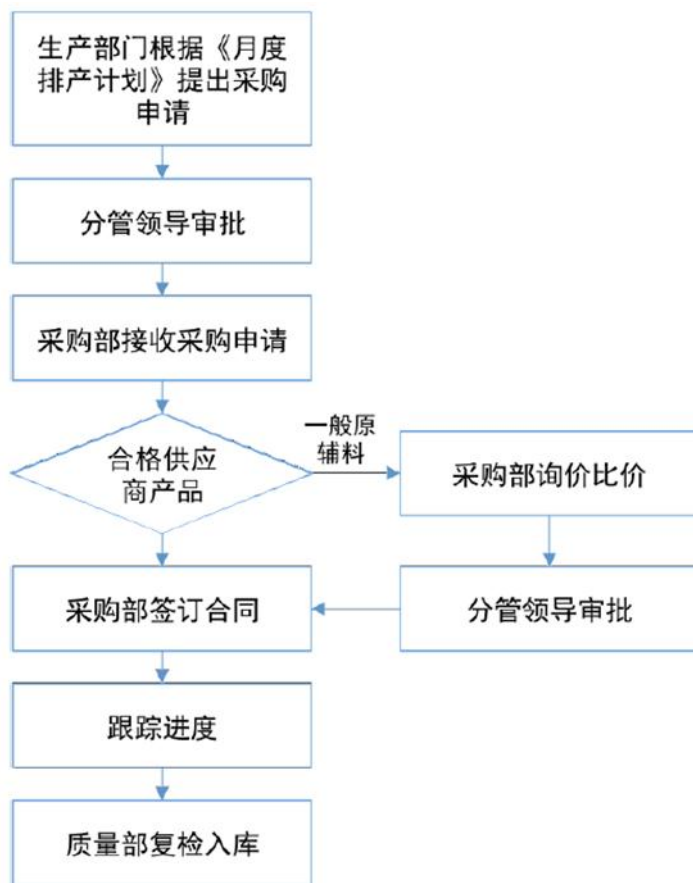 生产部门根据《月度
排产计划》提出采购
申请
分管领导审批
采购部接收采购申请
合格供应
商产品
一般原
辅料
采购部询价比价
采购部签订合同
分管领导审批
跟踪进度
质量部复检入库